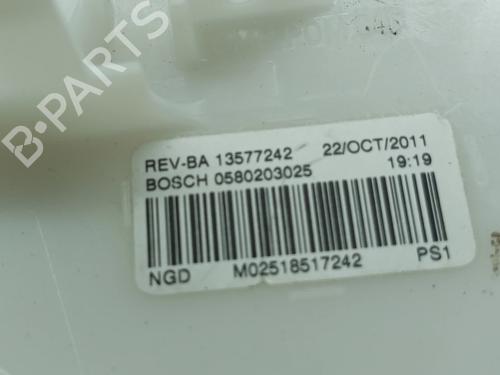 REV-BA 13577242 22/OCT/2011
BOSCH 0580203025 19:19
NGD M02518517242 PS1
B-PARTS